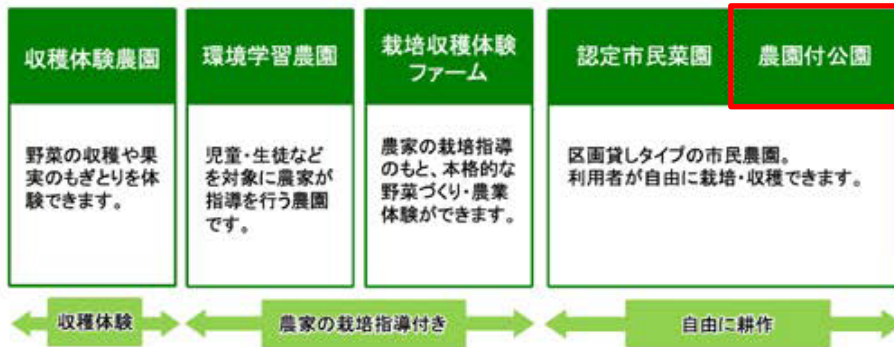 収穫体験農園
環境学習農園
栽培収穫体験
ファーム
認定市民菜園
農園付公園
野菜の収穫や果
実のもぎとりを体
験できます。
児童・生徒など
を対象に農家が
指導を行う農園
です。
農家の栽培指導
のもと、本格的な
野菜づくり・農業
体験ができます。
区画貸しタイプの市民農園。
利用者が自由に栽培・収穫できます。
収穫体験
農家の栽培指導付き
自由に耕作